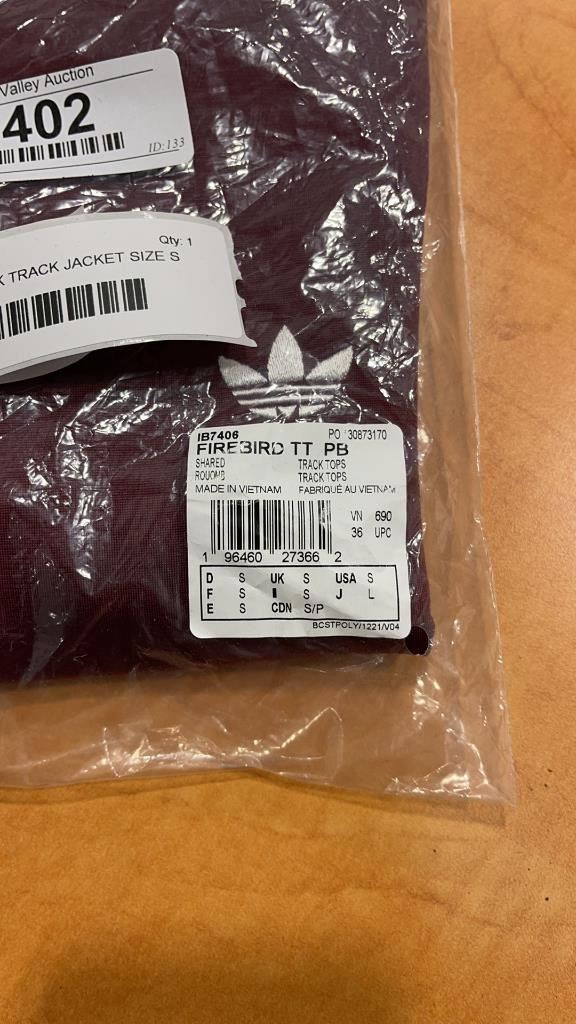 Valley Auction
402
ID:133
Qty: 1
TRACK JACKET SIZE S
IB7406 PO 30873170
FIREBIRD TT PB
SHARED TRACK TOPS
TRACK TOPS
MADE IN VIETNAM FABRIQUÉ AU VIETNAM
VN 690
36 UPC
1 96460 27366 2
D S UK S USA S
F S I S J L
E S CDN S/P
BCSTPOLY/1221/V04